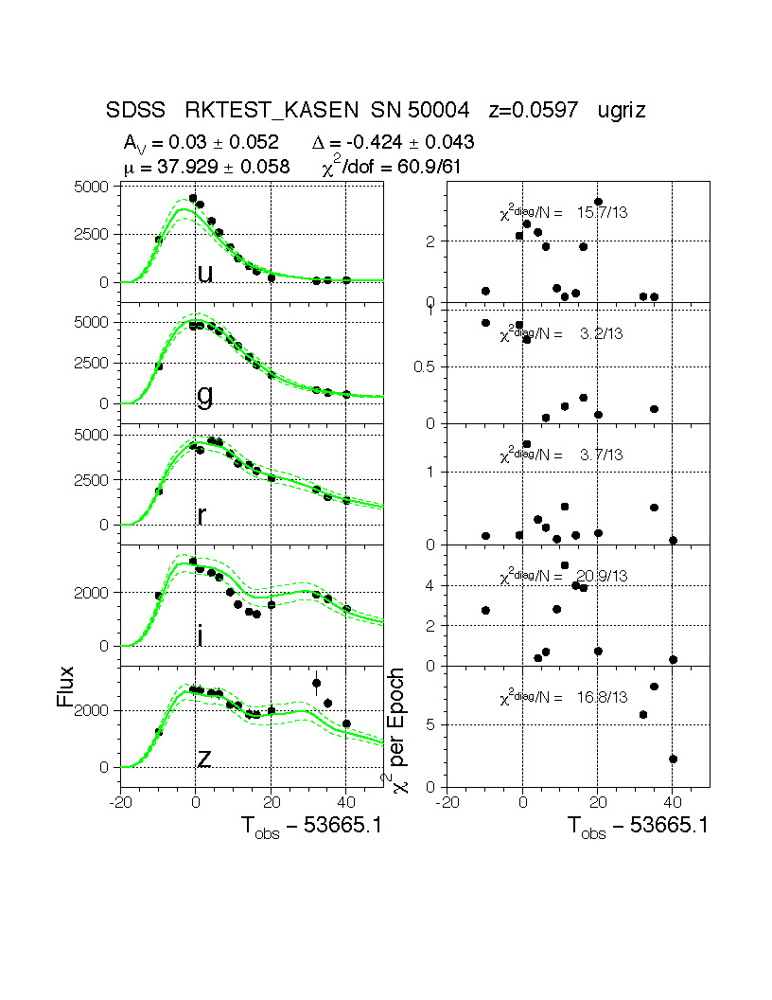 SDSS RKTEST_KASEN SN 50004 z=0.0597 ugriz
A_V = 0.03 ± 0.052 Δ = -0.424 ± 0.043
μ = 37.929 ± 0.058 χ²/dof = 60.9/61
5000
2500
0
u
5000
2500
0
g
5000
2500
0
r
2000
0
i
2000
0
z
Flux
-20 0 20 40
T_obs – 53665.1
χ²diag/N = 15.7/13
2
0
χ²diag/N = 3.2/13
1
0.5
0
χ²diag/N = 3.7/13
1
0
χ²diag/N = 20.9/13
4
2
0
χ²diag/N = 16.8/13
5
0
χ² per Epoch
-20 0 20 40
T_obs – 53665.1